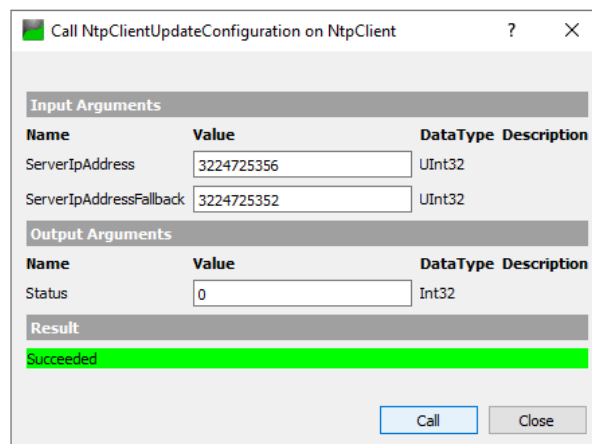 Call NtpClientUpdateConfiguration on NtpClient ?
Input Arguments
Name Value DataType Description
ServerIpAddress 3224725356 UInt32
ServerIpAddressFallback 3224725352 UInt32
Output Arguments
Name Value DataType Description
Status 0 Int32
Result
Succeeded
Call Close